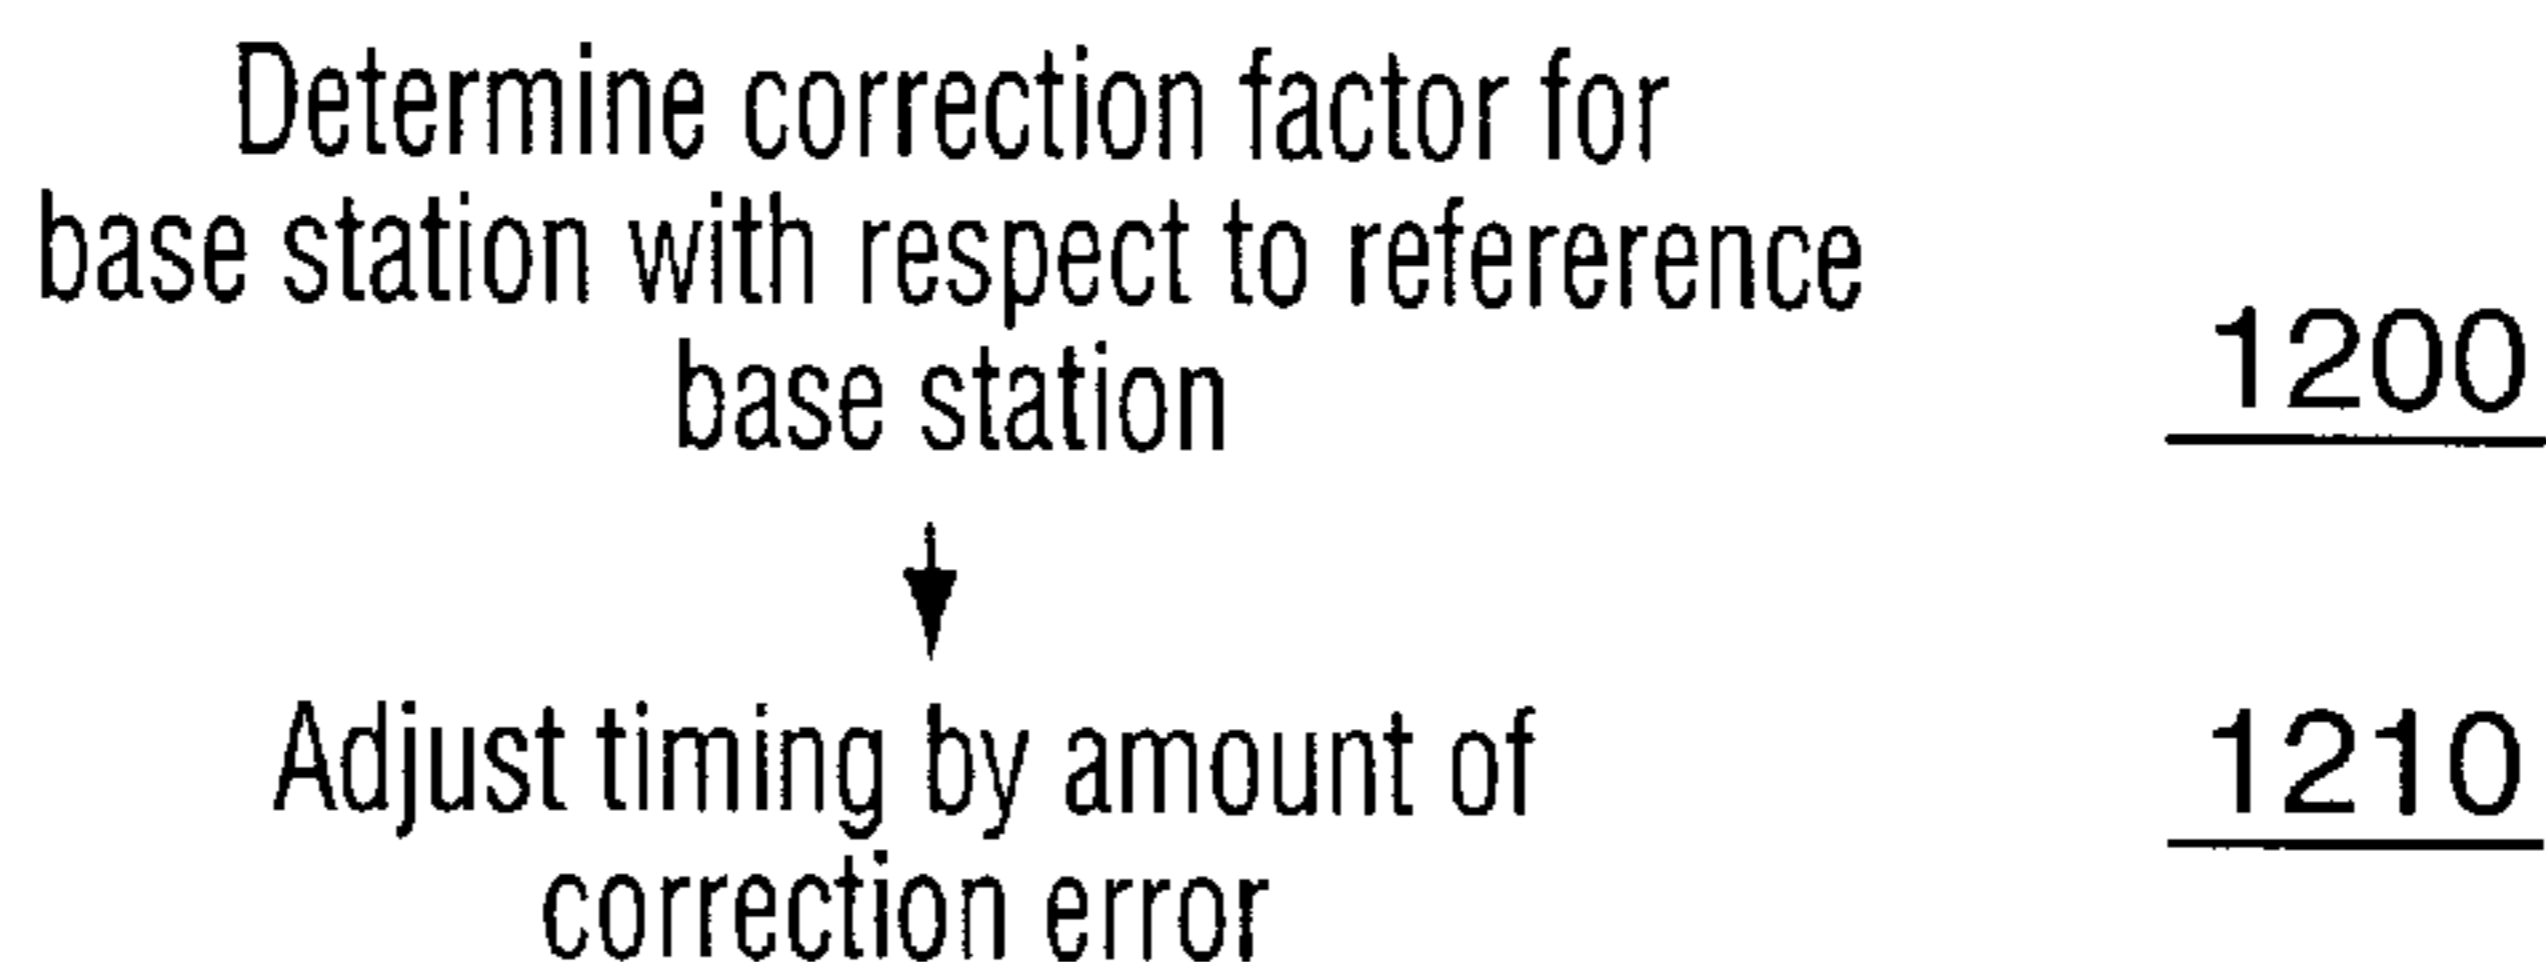 Determine correction factor for
base station with respect to refererence
base station
1200
Adjust timing by amount of
1210
correction error